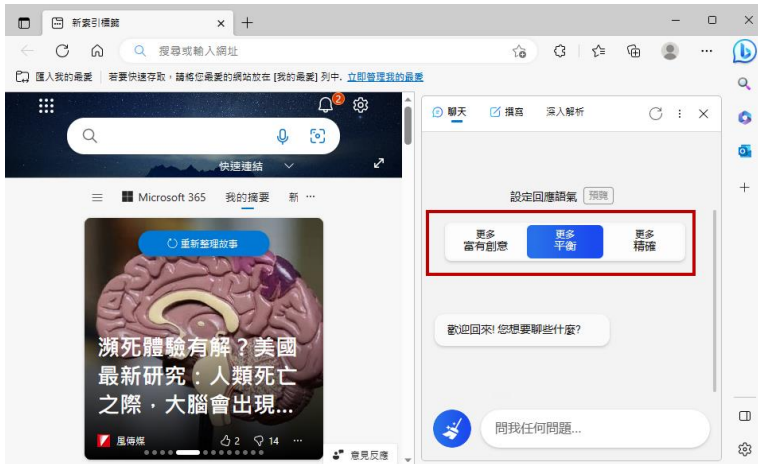 新索引標籤
搜尋或輸入網址
匯入我的最愛 若要快速存取，請將您最愛的網站放在 [我的最愛] 列中。立即管理我的最愛
2
快速連結
Microsoft 365 我的摘要 新
重新整理故事
瀕死體驗有解？美國
最新研究：人類死亡
之際，大腦會出現...
風傳媒 2 14
意見反應
聊天 撰寫 深入解析
設定回應語氣 預覽
更多
富有創意
更多
平衡
更多
精確
歡迎回來! 您想要聊些什麼?
問我任何問題...